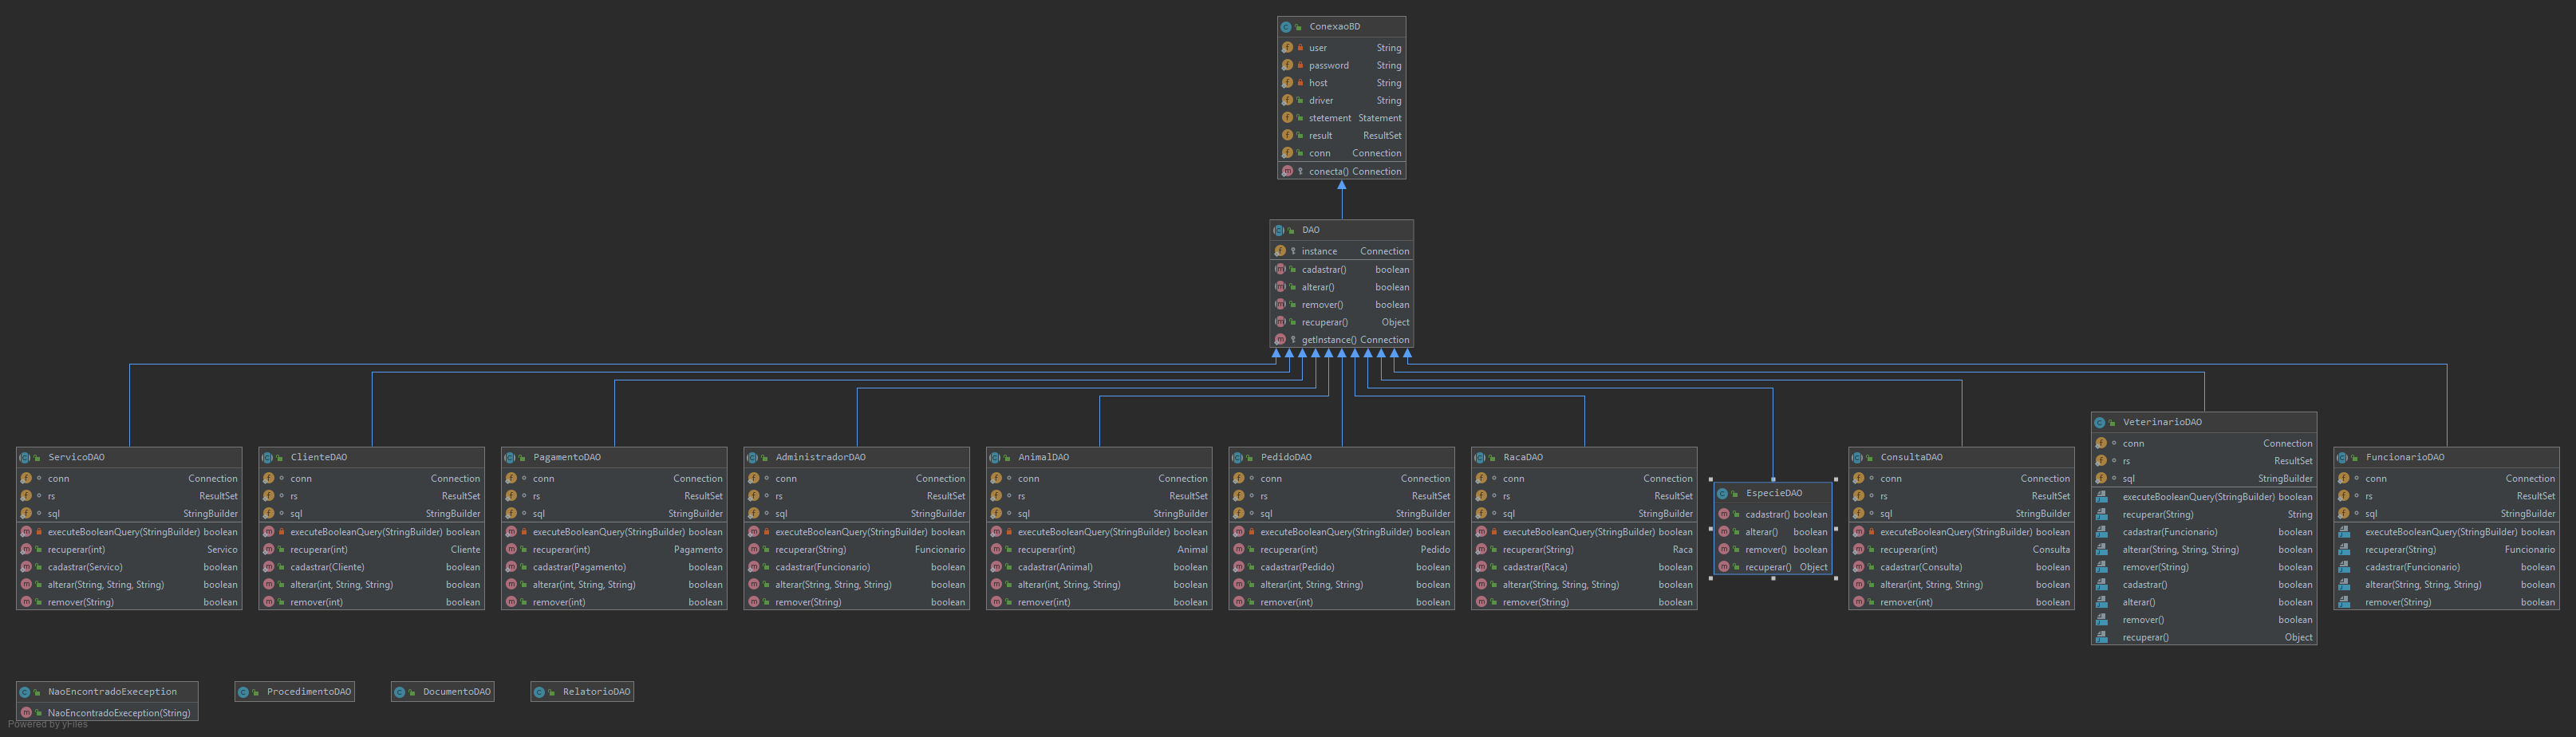 ConexaoBD
user String
password String
host String
driver String
stetement Statement
result ResultSet
conn Connection
conecta() Connection
DAO
instance Connection
cadastrar() boolean
alterar() boolean
remover() boolean
recuperar() Object
getInstance() Connection
ServicoDAO
conn Connection
rs ResultSet
sql StringBuilder
executeBooleanQuery(StringBuilder) boolean
recuperar(int) Servico
cadastrar(Servico) boolean
alterar(String, String, String) boolean
remover(String) boolean
ClienteDAO
conn Connection
rs ResultSet
sql StringBuilder
executeBooleanQuery(StringBuilder) boolean
recuperar(int) Cliente
cadastrar(Cliente) boolean
alterar(int, String, String) boolean
remover(int) boolean
PagamentoDAO
conn Connection
rs ResultSet
sql StringBuilder
executeBooleanQuery(StringBuilder) boolean
recuperar(int) Pagamento
cadastrar(Pagamento) boolean
alterar(int, String, String) boolean
remover(int) boolean
AdministradorDAO
conn Connection
rs ResultSet
sql StringBuilder
executeBooleanQuery(StringBuilder) boolean
recuperar(String) Funcionario
cadastrar(Funcionario) boolean
alterar(String, String, String) boolean
remover(String) boolean
AnimalDAO
conn Connection
rs ResultSet
sql StringBuilder
executeBooleanQuery(StringBuilder) boolean
recuperar(int) Animal
cadastrar(Animal) boolean
alterar(int, String, String) boolean
remover(int) boolean
PedidoDAO
conn Connection
rs ResultSet
sql StringBuilder
executeBooleanQuery(StringBuilder) boolean
recuperar(int) Pedido
cadastrar(Pedido) boolean
alterar(int, String, String) boolean
remover(int) boolean
RacaDAO
conn Connection
rs ResultSet
sql StringBuilder
executeBooleanQuery(StringBuilder) boolean
recuperar(String) Raca
cadastrar(Raca) boolean
alterar(String, String, String) boolean
remover(String) boolean
EspecieDAO
cadastrar() boolean
alterar() boolean
remover() boolean
recuperar() Object
ConsultaDAO
conn Connection
rs ResultSet
sql StringBuilder
executeBooleanQuery(StringBuilder) boolean
recuperar(int) Consulta
cadastrar(Consulta) boolean
alterar(int, String, String) boolean
remover(int) boolean
VeterinarioDAO
conn Connection
rs ResultSet
sql StringBuilder
executeBooleanQuery(StringBuilder) boolean
recuperar(String) String
cadastrar(Funcionario) boolean
alterar(String, String, String) boolean
remover(String) boolean
cadastrar() boolean
alterar() boolean
remover() boolean
recuperar() Object
FuncionarioDAO
conn Connection
rs ResultSet
sql StringBuilder
executeBooleanQuery(StringBuilder) boolean
recuperar(String) Funcionario
cadastrar(Funcionario) boolean
alterar(String, String, String) boolean
remover(String) boolean
NaoEncontradoExeception
NaoEncontradoExeception(String)
ProcedimentoDAO
DocumentoDAO
RelatorioDAO
Powered by yFiles